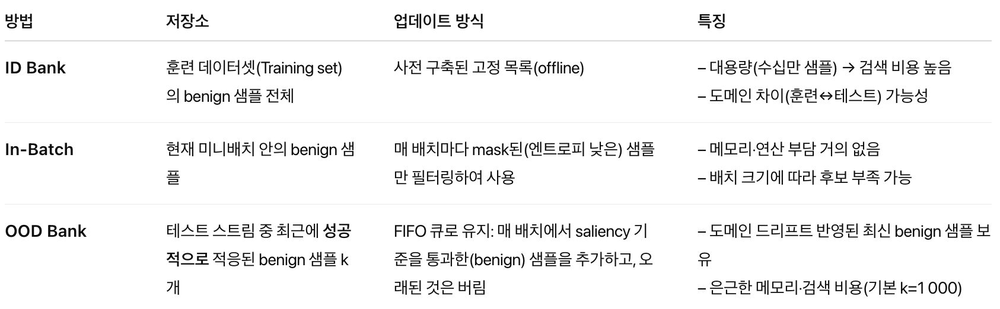 방법 저장소 업데이트 방식 특징
ID Bank 훈련 데이터셋(Training set) 사전 구축된 고정 목록(offline) – 대용량(수십만 샘플) → 검색 비용 높음
의 benign 샘플 전체 – 도메인 차이(훈련↔테스트) 가능성
In-Batch 현재 미니배치 안의 benign 샘 매 배치마다 mask된(엔트로피 낮은) 샘플 – 메모리·연산 부담 거의 없음
플 만 필터링하여 사용 – 배치 크기에 따라 후보 부족 가능
OOD Bank 테스트 스트림 중 최근에 성공 FIFO 큐로 유지: 매 배치에서 saliency 기 – 도메인 드리프트 반영된 최신 benign 샘플 보
적으로 적응된 benign 샘플 k 준을 통과한(benign) 샘플을 추가하고, 오 유
개 래된 것은 버림 – 은근한 메모리·검색 비용(기본 k=1 000)